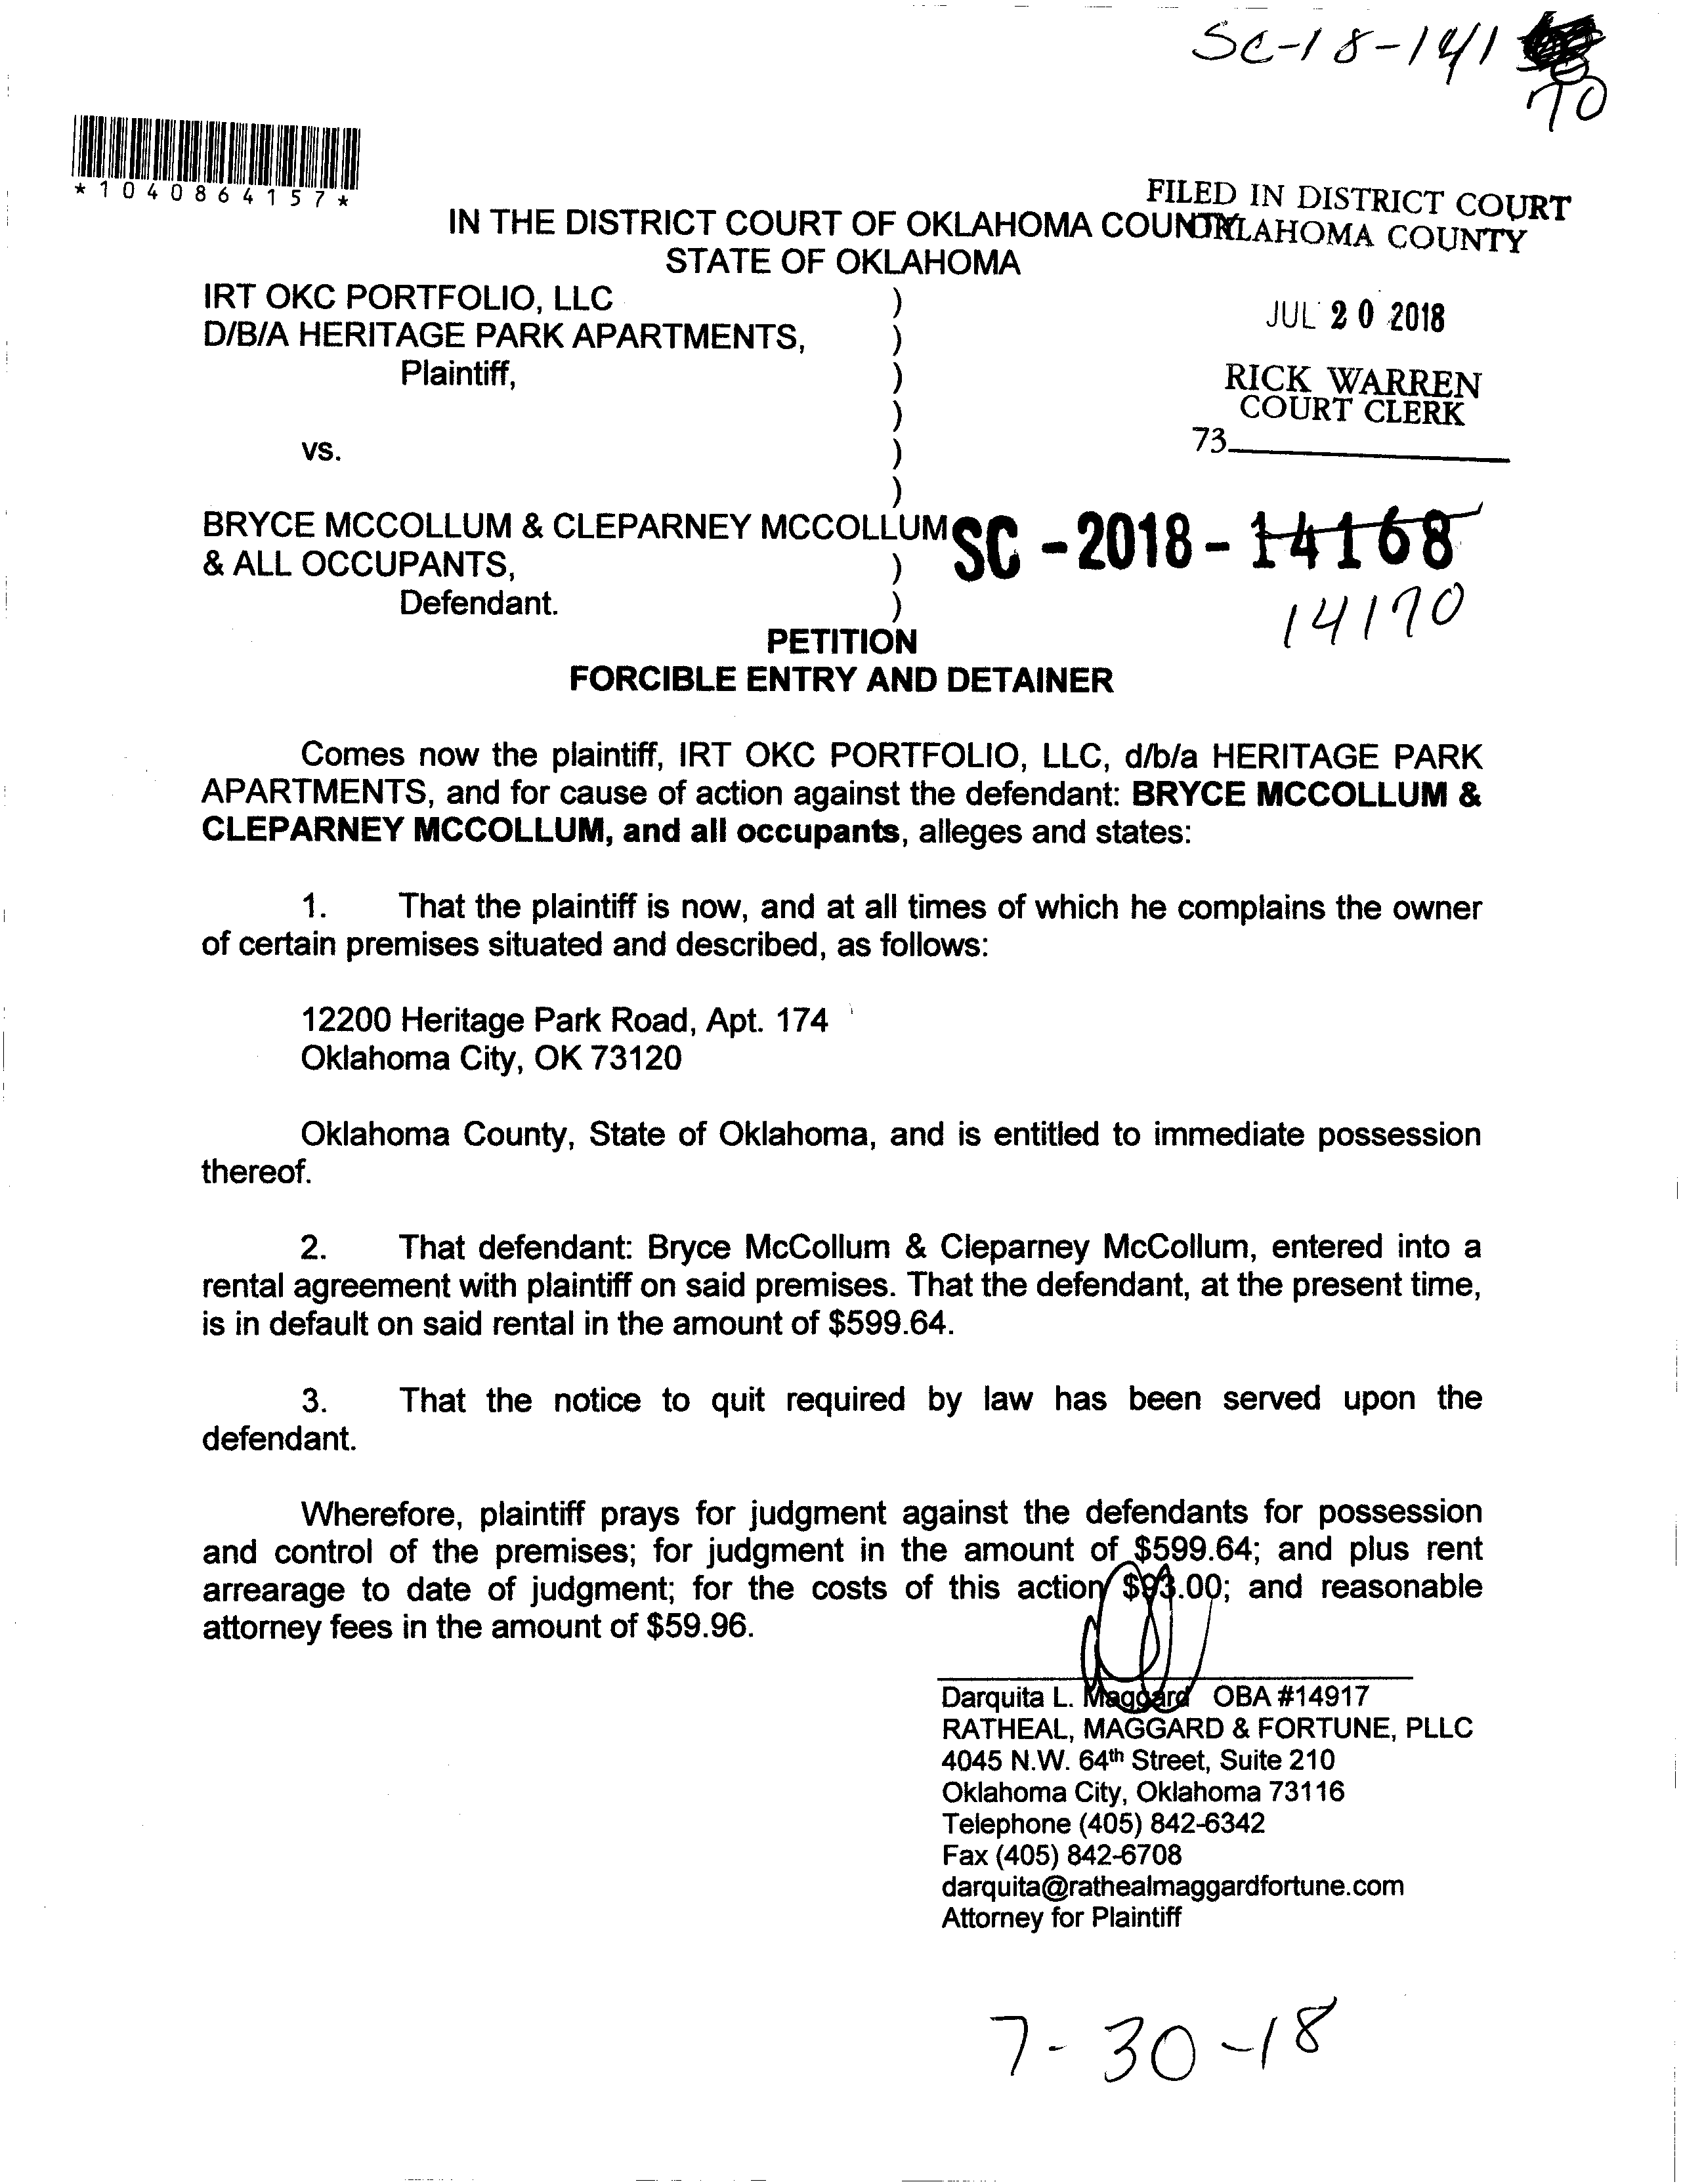 SC-18-141
70
*1040864157*
FILED IN DISTRICT COURT
OKLAHOMA COUNTY
IN THE DISTRICT COURT OF OKLAHOMA COUNTY
STATE OF OKLAHOMA
IRT OKC PORTFOLIO, LLC )
D/B/A HERITAGE PARK APARTMENTS, )
Plaintiff, )
)
vs. )
)
JUL 20 2018
RICK WARREN
COURT CLERK
73
BRYCE MCCOLLUM & CLEPARNEY MCCOLLUM
& ALL OCCUPANTS, )
Defendant. )
SC - 2018 - 14168
14170
PETITION
FORCIBLE ENTRY AND DETAINER
Comes now the plaintiff, IRT OKC PORTFOLIO, LLC, d/b/a HERITAGE PARK
APARTMENTS, and for cause of action against the defendant: BRYCE MCCOLLUM &
CLEPARNEY MCCOLLUM, and all occupants, alleges and states:
1. That the plaintiff is now, and at all times of which he complains the owner
of certain premises situated and described, as follows:
12200 Heritage Park Road, Apt. 174
Oklahoma City, OK 73120
Oklahoma County, State of Oklahoma, and is entitled to immediate possession
thereof.
2. That defendant: Bryce McCollum & Cleparney McCollum, entered into a
rental agreement with plaintiff on said premises. That the defendant, at the present time,
is in default on said rental in the amount of $599.64.
3. That the notice to quit required by law has been served upon the
defendant.
Wherefore, plaintiff prays for judgment against the defendants for possession
and control of the premises; for judgment in the amount of $599.64; and plus rent
arrearage to date of judgment; for the costs of this action $93.00; and reasonable
attorney fees in the amount of $59.96.
Darquita L. Maggard OBA #14917
RATHEAL, MAGGARD & FORTUNE, PLLC
4045 N.W. 64th Street, Suite 210
Oklahoma City, Oklahoma 73116
Telephone (405) 842-6342
Fax (405) 842-6708
darquita@rathealmaggardfortune.com
Attorney for Plaintiff
7-30-18